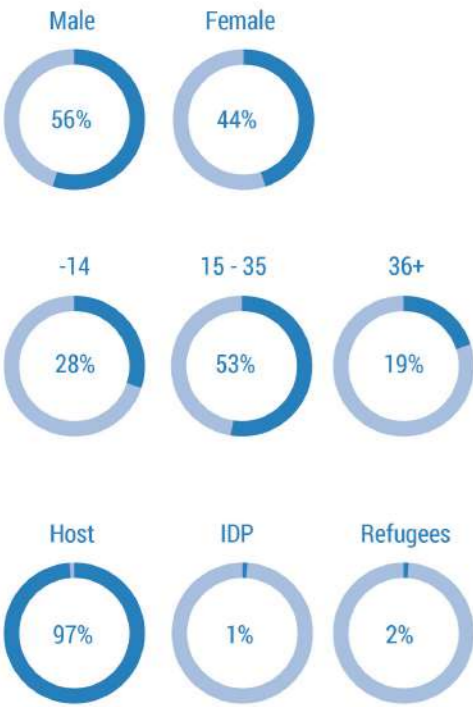 Male Female
56% 44%
-14 15 - 35 36+
28% 53% 19%
Host IDP Refugees
97% 1% 2%